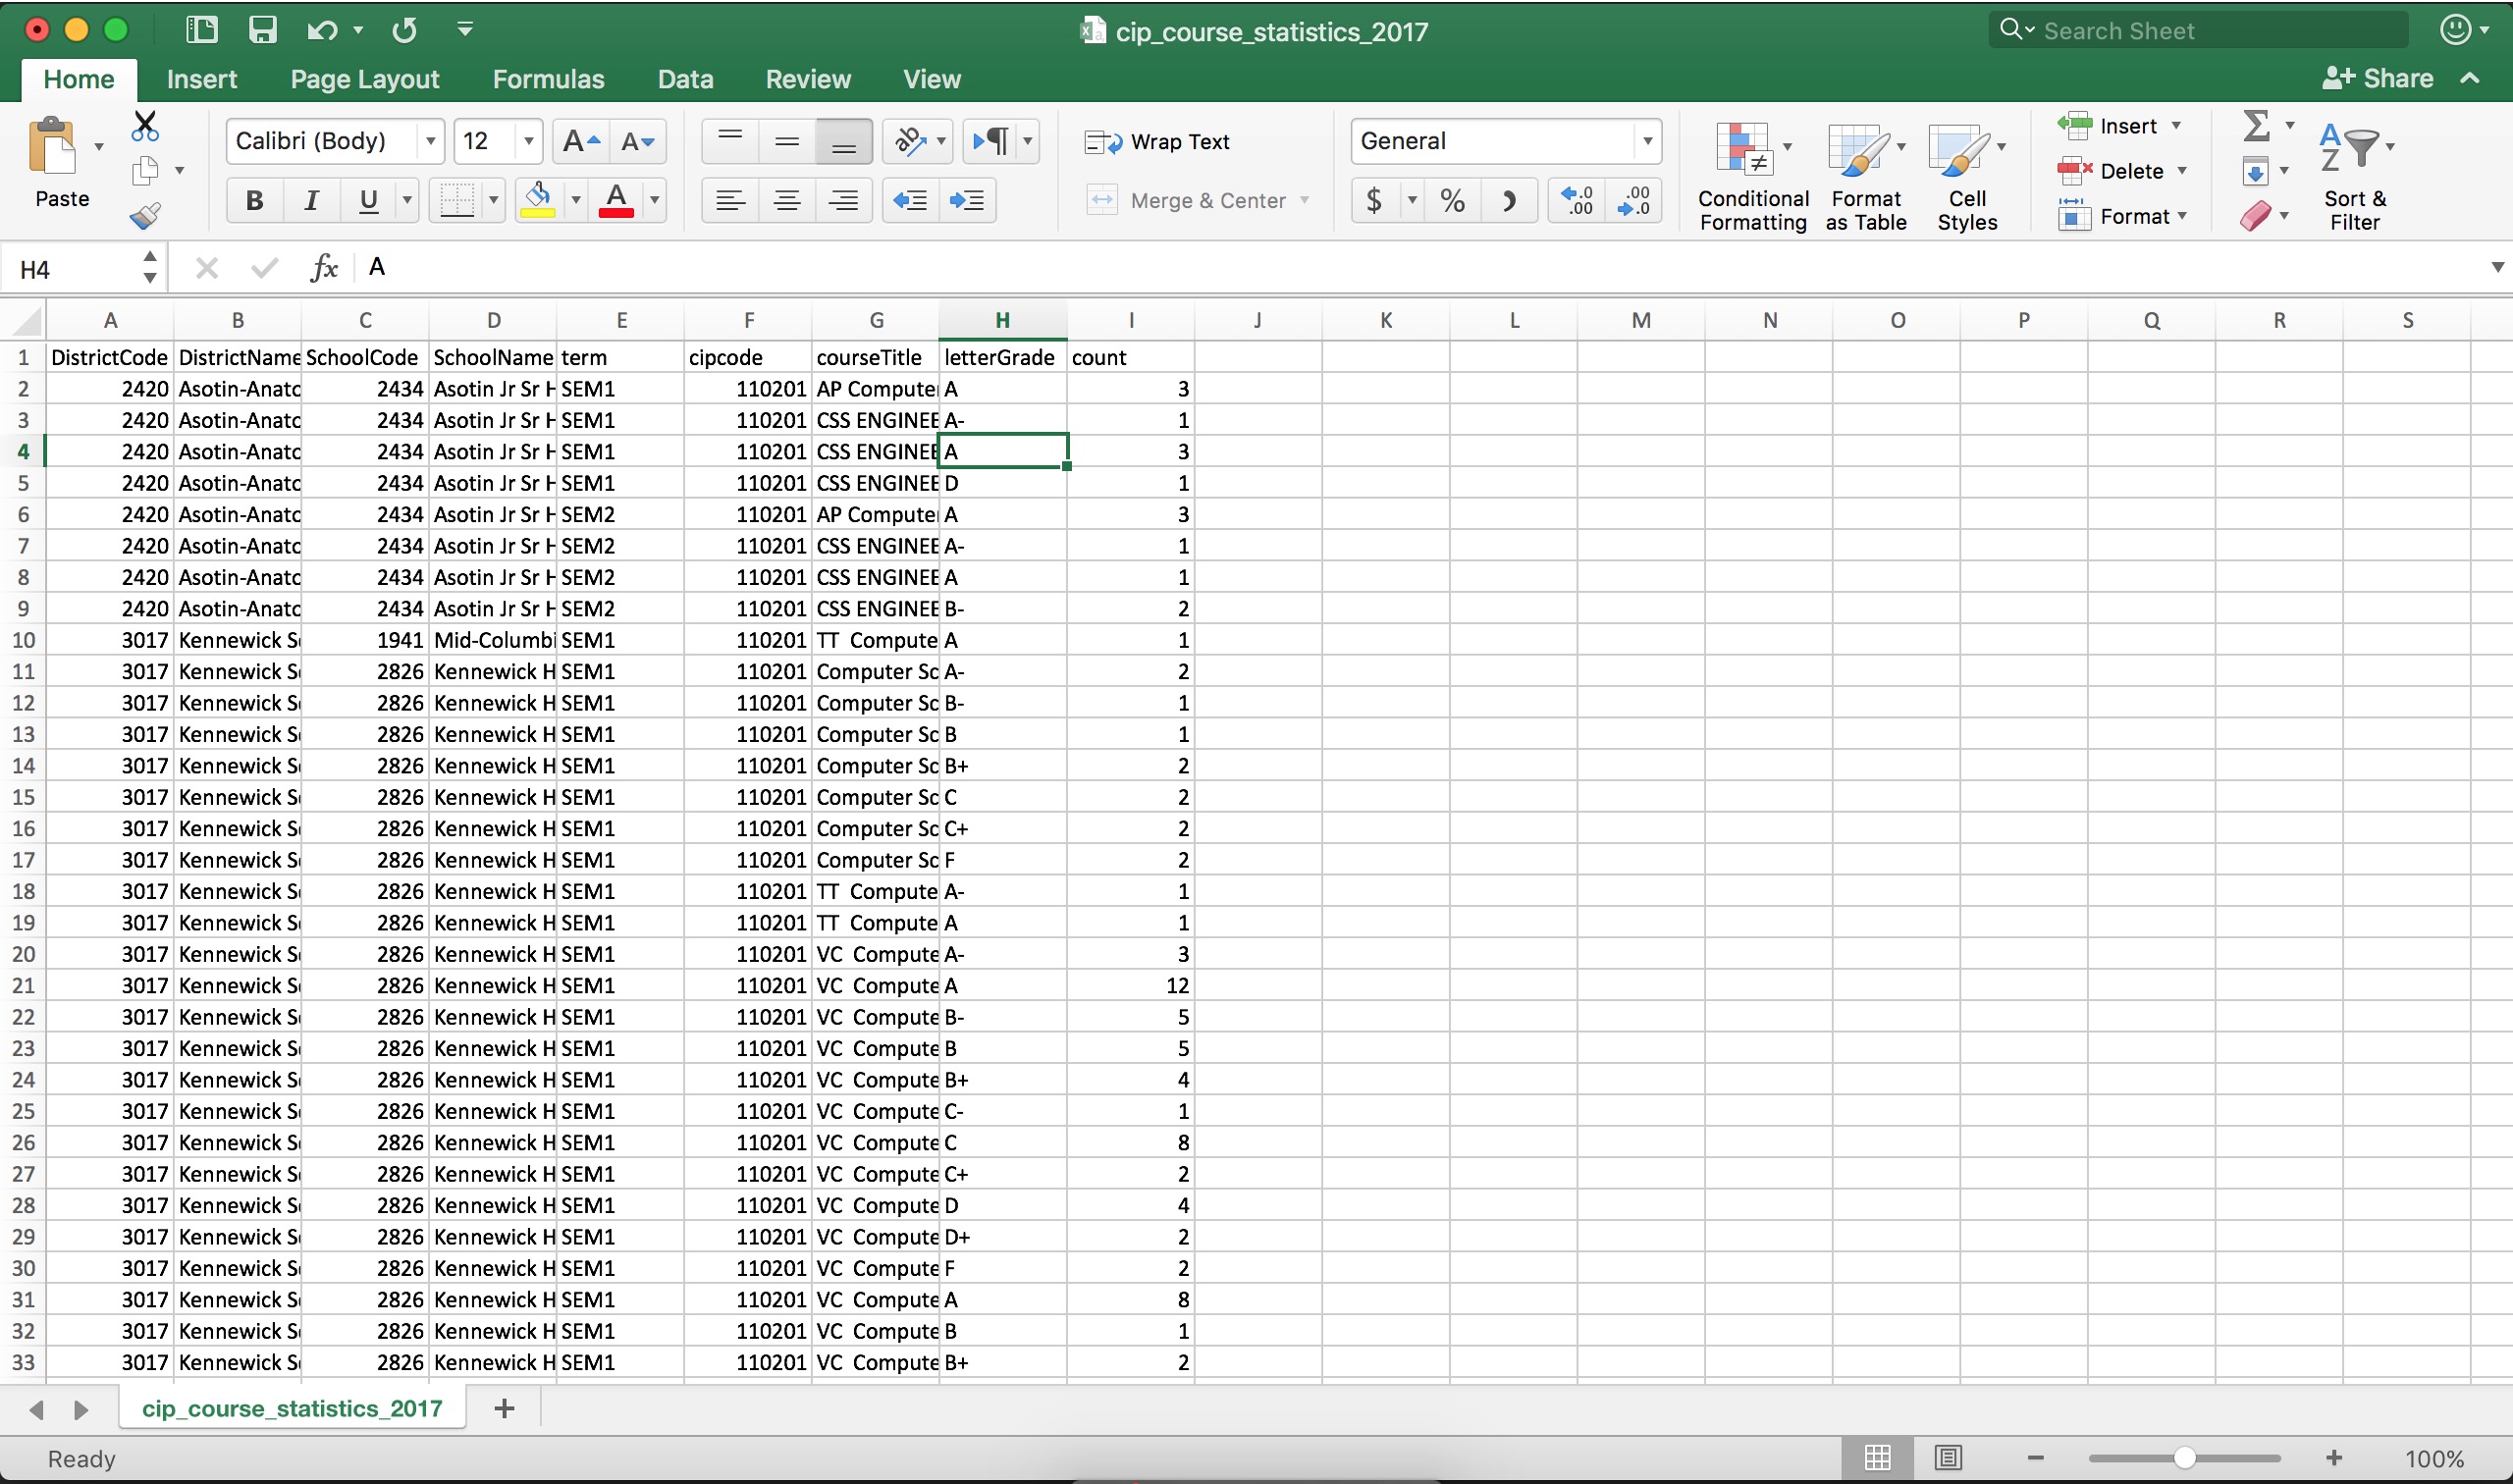 cip_course_statistics_2017
Search Sheet
Home Insert Page Layout Formulas Data Review View Share
Paste
Calibri (Body) 12 A A
B I U A
Wrap Text
Merge & Center
General
$ % .0 .00 .00 .0
Conditional Formatting
Format as Table
Cell Styles
Insert
Delete
Format
Sort & Filter
H4 fx A
A B C D E F G H I J K L M N O P Q R S
1 DistrictCode DistrictName SchoolCode SchoolName term cipcode courseTitle letterGrade count
2 2420 Asotin-Anato 2434 Asotin Jr Sr H SEM1 110201 AP Computer A 3
3 2420 Asotin-Anato 2434 Asotin Jr Sr H SEM1 110201 CSS ENGINEE A- 1
4 2420 Asotin-Anato 2434 Asotin Jr Sr H SEM1 110201 CSS ENGINEE A 3
5 2420 Asotin-Anato 2434 Asotin Jr Sr H SEM1 110201 CSS ENGINEE D 1
6 2420 Asotin-Anato 2434 Asotin Jr Sr H SEM2 110201 AP Computer A 3
7 2420 Asotin-Anato 2434 Asotin Jr Sr H SEM2 110201 CSS ENGINEE A- 1
8 2420 Asotin-Anato 2434 Asotin Jr Sr H SEM2 110201 CSS ENGINEE A 1
9 2420 Asotin-Anato 2434 Asotin Jr Sr H SEM2 110201 CSS ENGINEE B- 2
10 3017 Kennewick S 1941 Mid-Columbi SEM1 110201 TT Compute A 1
11 3017 Kennewick S 2826 Kennewick H SEM1 110201 Computer Sc A- 2
12 3017 Kennewick S 2826 Kennewick H SEM1 110201 Computer Sc B- 1
13 3017 Kennewick S 2826 Kennewick H SEM1 110201 Computer Sc B 1
14 3017 Kennewick S 2826 Kennewick H SEM1 110201 Computer Sc B+ 2
15 3017 Kennewick S 2826 Kennewick H SEM1 110201 Computer Sc C 2
16 3017 Kennewick S 2826 Kennewick H SEM1 110201 Computer Sc C+ 2
17 3017 Kennewick S 2826 Kennewick H SEM1 110201 Computer Sc F 2
18 3017 Kennewick S 2826 Kennewick H SEM1 110201 TT Compute A- 1
19 3017 Kennewick S 2826 Kennewick H SEM1 110201 TT Compute A 1
20 3017 Kennewick S 2826 Kennewick H SEM1 110201 VC Compute A- 3
21 3017 Kennewick S 2826 Kennewick H SEM1 110201 VC Compute A 12
22 3017 Kennewick S 2826 Kennewick H SEM1 110201 VC Compute B- 5
23 3017 Kennewick S 2826 Kennewick H SEM1 110201 VC Compute B 5
24 3017 Kennewick S 2826 Kennewick H SEM1 110201 VC Compute B+ 4
25 3017 Kennewick S 2826 Kennewick H SEM1 110201 VC Compute C- 1
26 3017 Kennewick S 2826 Kennewick H SEM1 110201 VC Compute C 8
27 3017 Kennewick S 2826 Kennewick H SEM1 110201 VC Compute C+ 2
28 3017 Kennewick S 2826 Kennewick H SEM1 110201 VC Compute D 4
29 3017 Kennewick S 2826 Kennewick H SEM1 110201 VC Compute D+ 2
30 3017 Kennewick S 2826 Kennewick H SEM1 110201 VC Compute F 2
31 3017 Kennewick S 2826 Kennewick H SEM1 110201 VC Compute A 8
32 3017 Kennewick S 2826 Kennewick H SEM1 110201 VC Compute B 1
33 3017 Kennewick S 2826 Kennewick H SEM1 110201 VC Compute B+ 2
cip_course_statistics_2017 +
Ready 100%